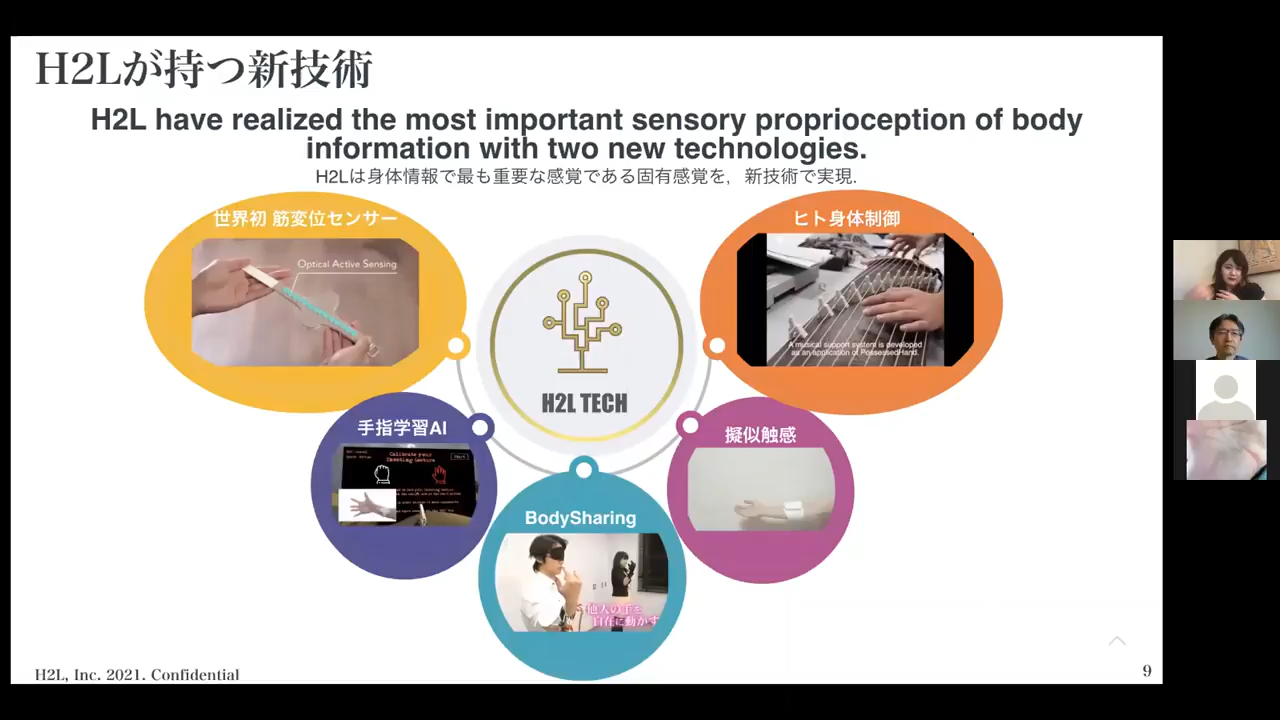 H2Lが持つ新技術
H2L have realized the most important sensory proprioception of body
information with two new technologies.
H2Lは身体情報で最も重要な感覚である固有感覚を，新技術で実現.
世界初 筋変位センサー
Optical Active Sensing
ヒト身体制御
A musical support system is developed
as an application of PossessedHand.
H2L TECH
手指学習AI
Calibrate your
擬似触感
BodySharing
他人の手を
自在に動かす
H2L, Inc. 2021. Confidential
9